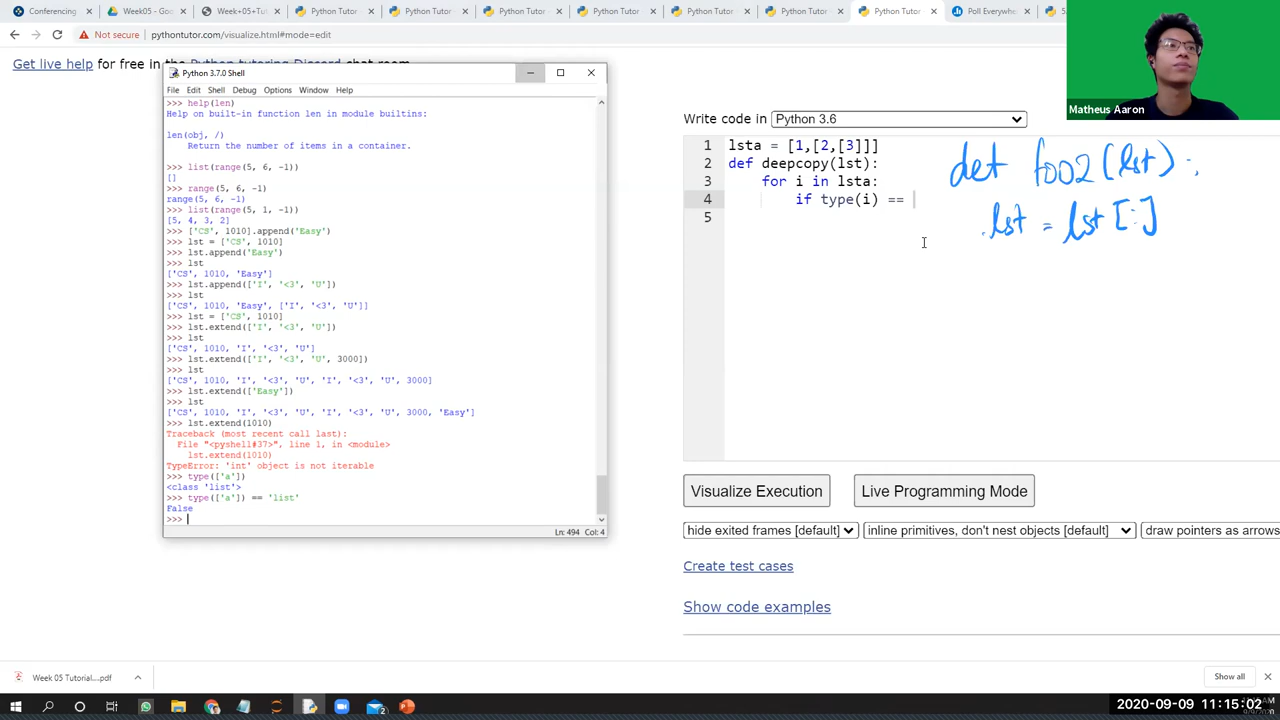 Conferencing
Week05 - Goog
*Week+05+Tu
Python Tutor
Python Tutor
Python Tutor
Python Tutor
Python Tutor
Python Tutor
Python Tutor
Poll Everywhe
Not secure | pythontutor.com/visualize.html#mode=edit
Get live help for free in the Python tutoring Discord chat room
Matheus Aaron
Python 3.7.0 Shell
File Edit Shell Debug Options Window Help
>>> help(len)
Help on built-in function len in module builtins:
len(obj, /)
Return the number of items in a container.
>>> list(range(5, 6, -1))
[]
>>> range(5, 6, -1)
range(5, 6, -1)
>>> list(range(5, 1, -1))
[5, 4, 3, 2]
>>> ['CS', 1010].append('Easy')
>>> lst = ['CS', 1010]
>>> lst.append('Easy')
>>> lst
['CS', 1010, 'Easy']
>>> lst.append(['I', '<3', 'U'])
>>> lst
['CS', 1010, 'Easy', ['I', '<3', 'U']]
>>> lst = ['CS', 1010]
>>> lst.extend(['I', '<3', 'U'])
>>> lst
['CS', 1010, 'I', '<3', 'U']
>>> lst.extend(['I', '<3', 'U', 3000])
>>> lst
['CS', 1010, 'I', '<3', 'U', 'I', '<3', 'U', 3000]
>>> lst.extend(['Easy'])
>>> lst
['CS', 1010, 'I', '<3', 'U', 'I', '<3', 'U', 3000, 'Easy']
>>> lst.extend(1010)
Traceback (most recent call last):
File "<pyshell#37>", line 1, in <module>
lst.extend(1010)
TypeError: 'int' object is not iterable
>>> type(['a'])
<class 'list'>
>>> type(['a']) == 'list'
False
>>>
Ln: 494 Col: 4
Write code in Python 3.6
1 lsta = [1,[2,[3]]]
2 def deepcopy(lst):
3 for i in lsta:
4 if type(i) ==
5
def foo2(lst):
lst = lst[:]
Visualize Execution
Live Programming Mode
hide exited frames [default]
inline primitives, don't nest objects [default]
draw pointers as arrows
Create test cases
Show code examples
Week 05 Tutorial....pdf
Show all
2020-09-09 11:15:02